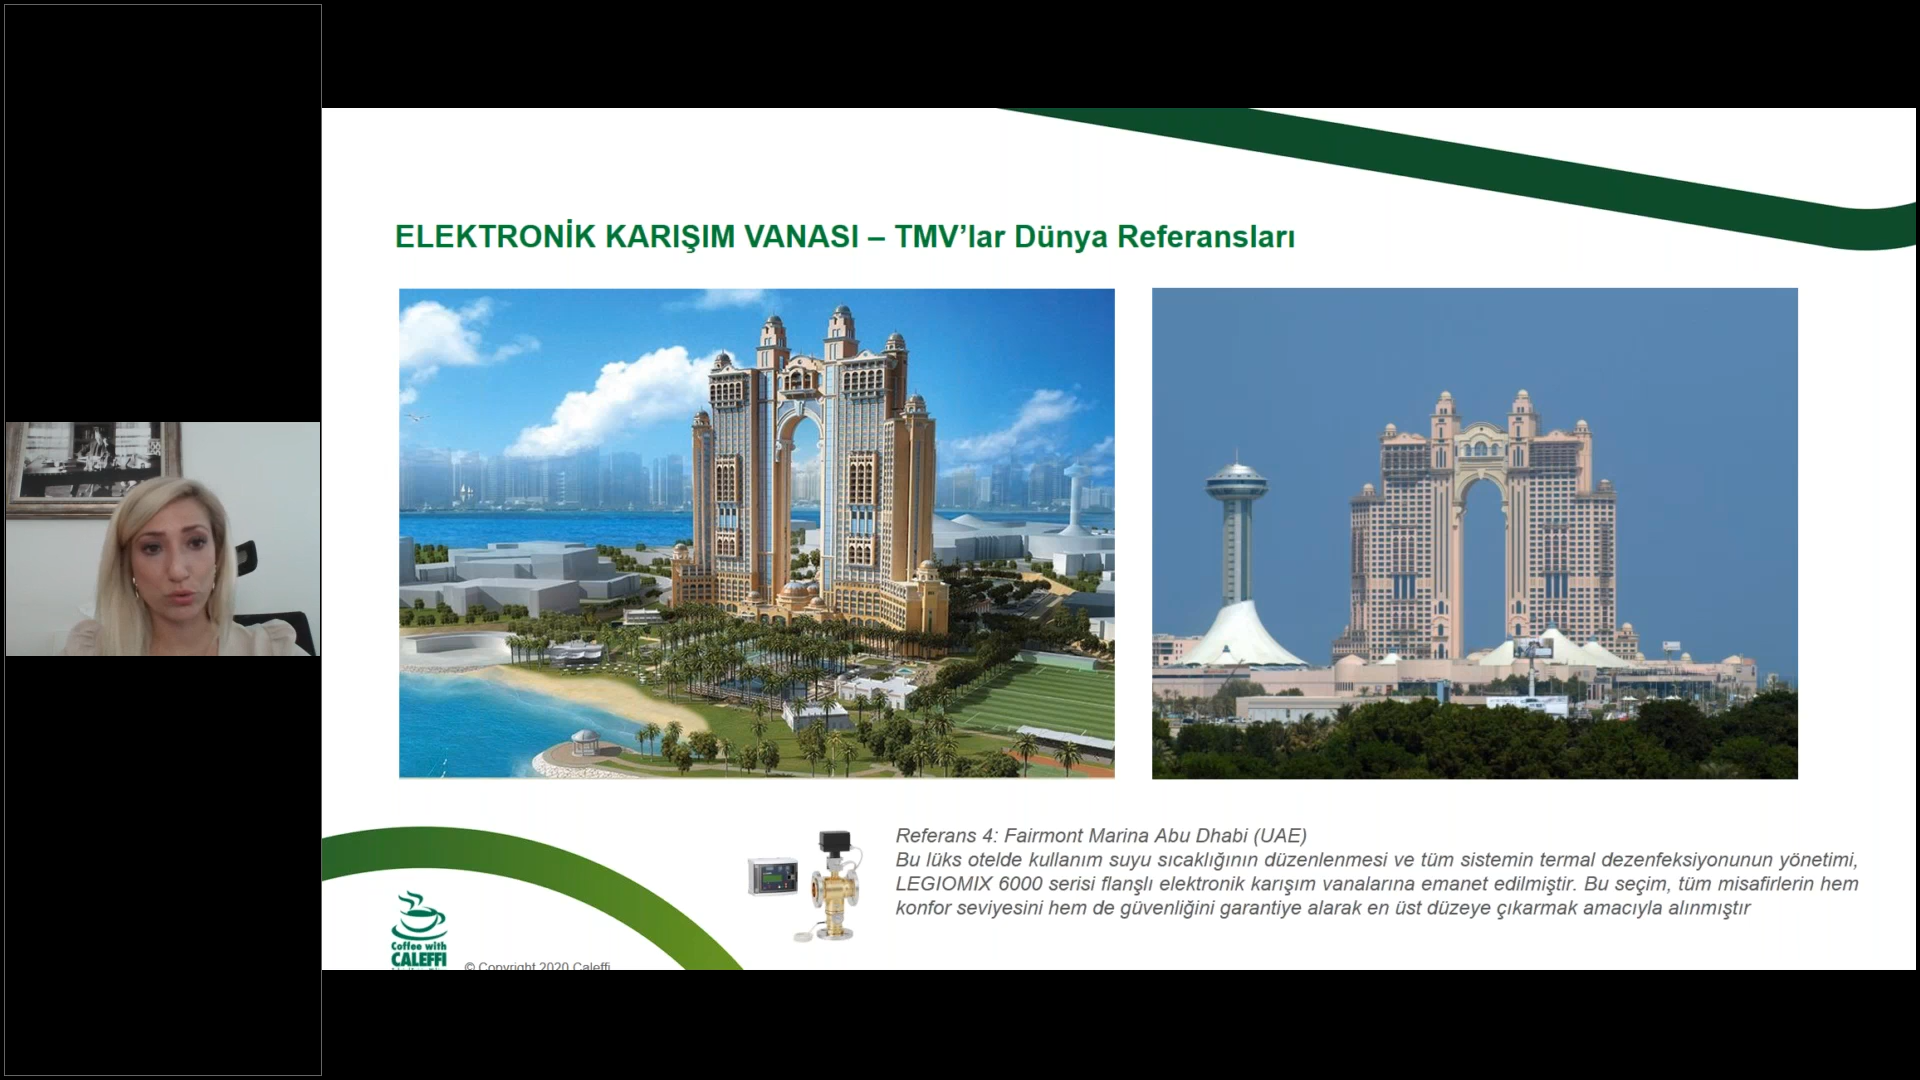 ELEKTRONİK KARIŞIM VANASI – TMV’lar Dünya Referansları
Referans 4: Fairmont Marina Abu Dhabi (UAE)
Bu lüks otelde kullanım suyu sıcaklığının düzenlenmesi ve tüm sistemin termal dezenfeksiyonunun yönetimi,
LEGIOMIX 6000 serisi flanşlı elektronik karışım vanalarına emanet edilmiştir. Bu seçim, tüm misafirlerin hem
konfor seviyesini hem de güvenliğini garantiye alarak en üst düzeye çıkarmak amacıyla alınmıştır
Coffee with
CALEFFI
© Copyright 2020 Caleffi